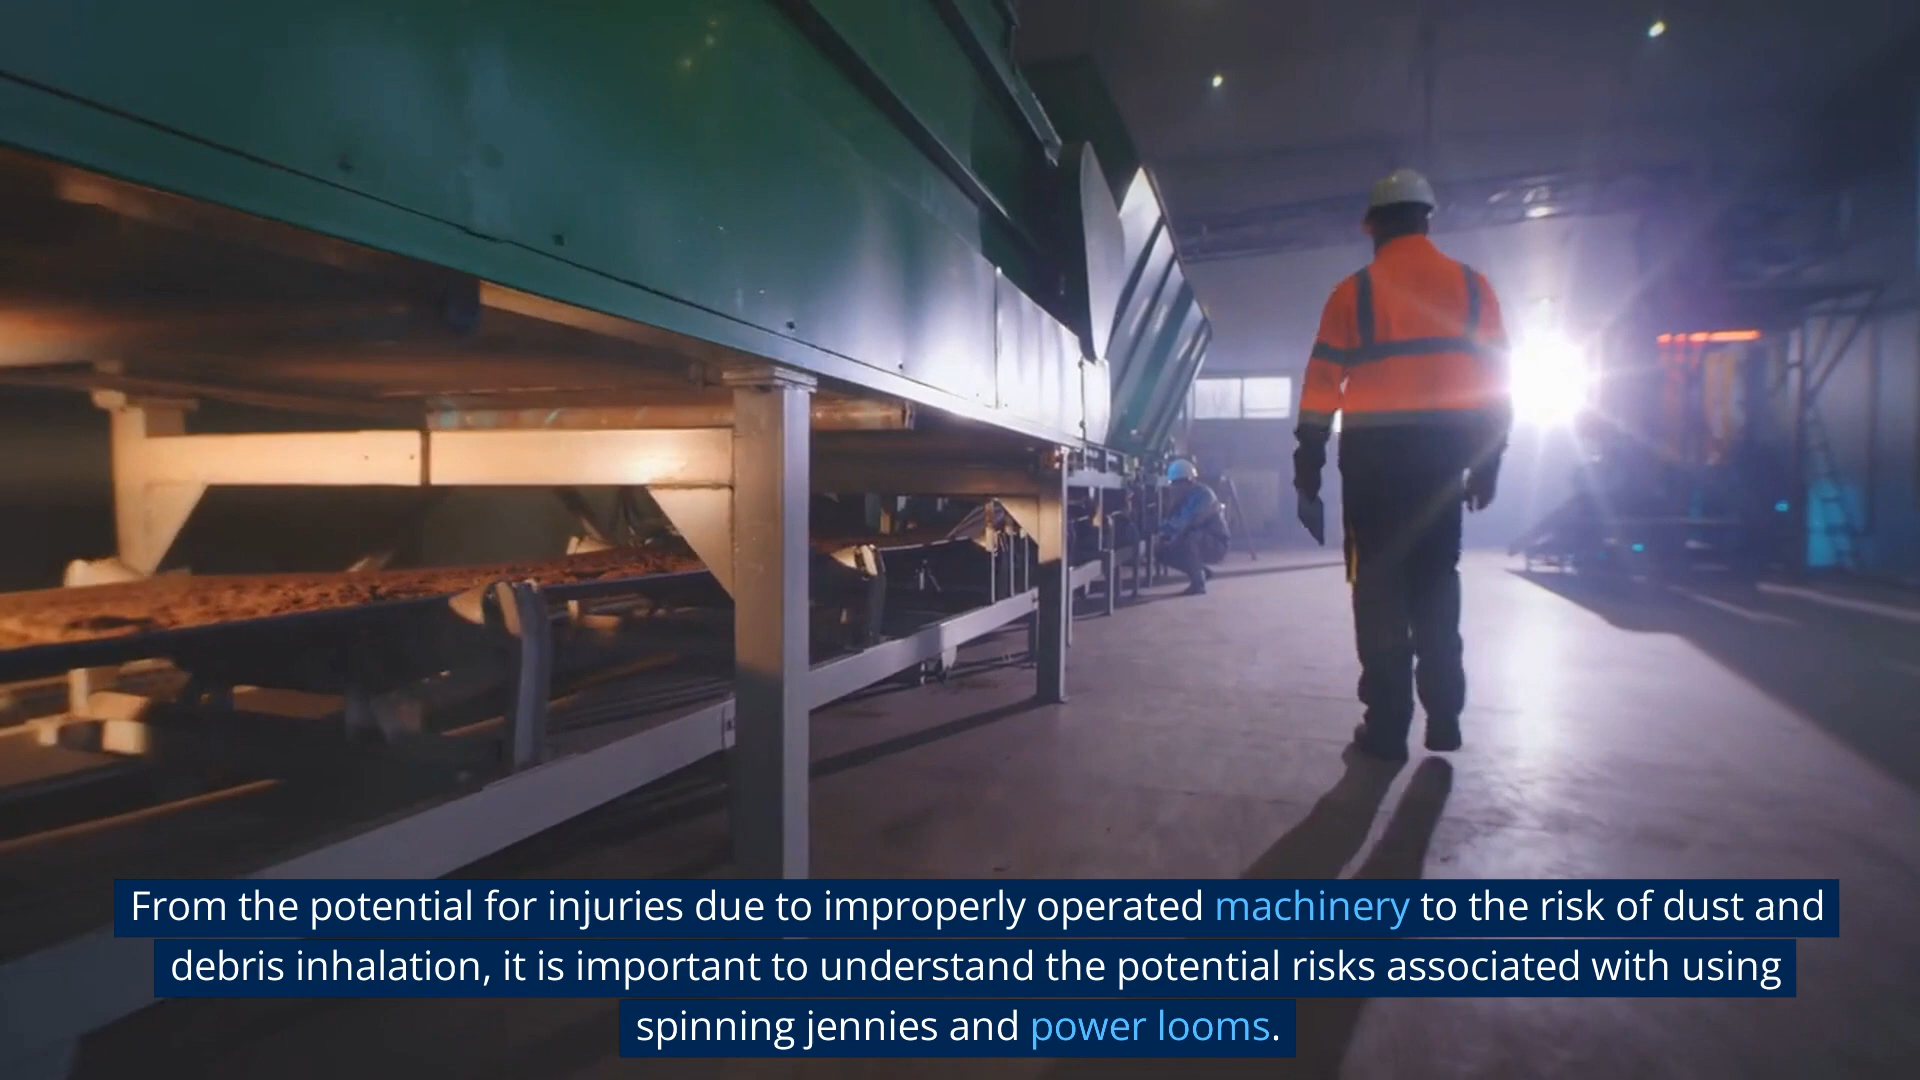 From the potential for injuries due to improperly operated machinery to the risk of dust and
debris inhalation, it is important to understand the potential risks associated with using
spinning jennies and power looms.